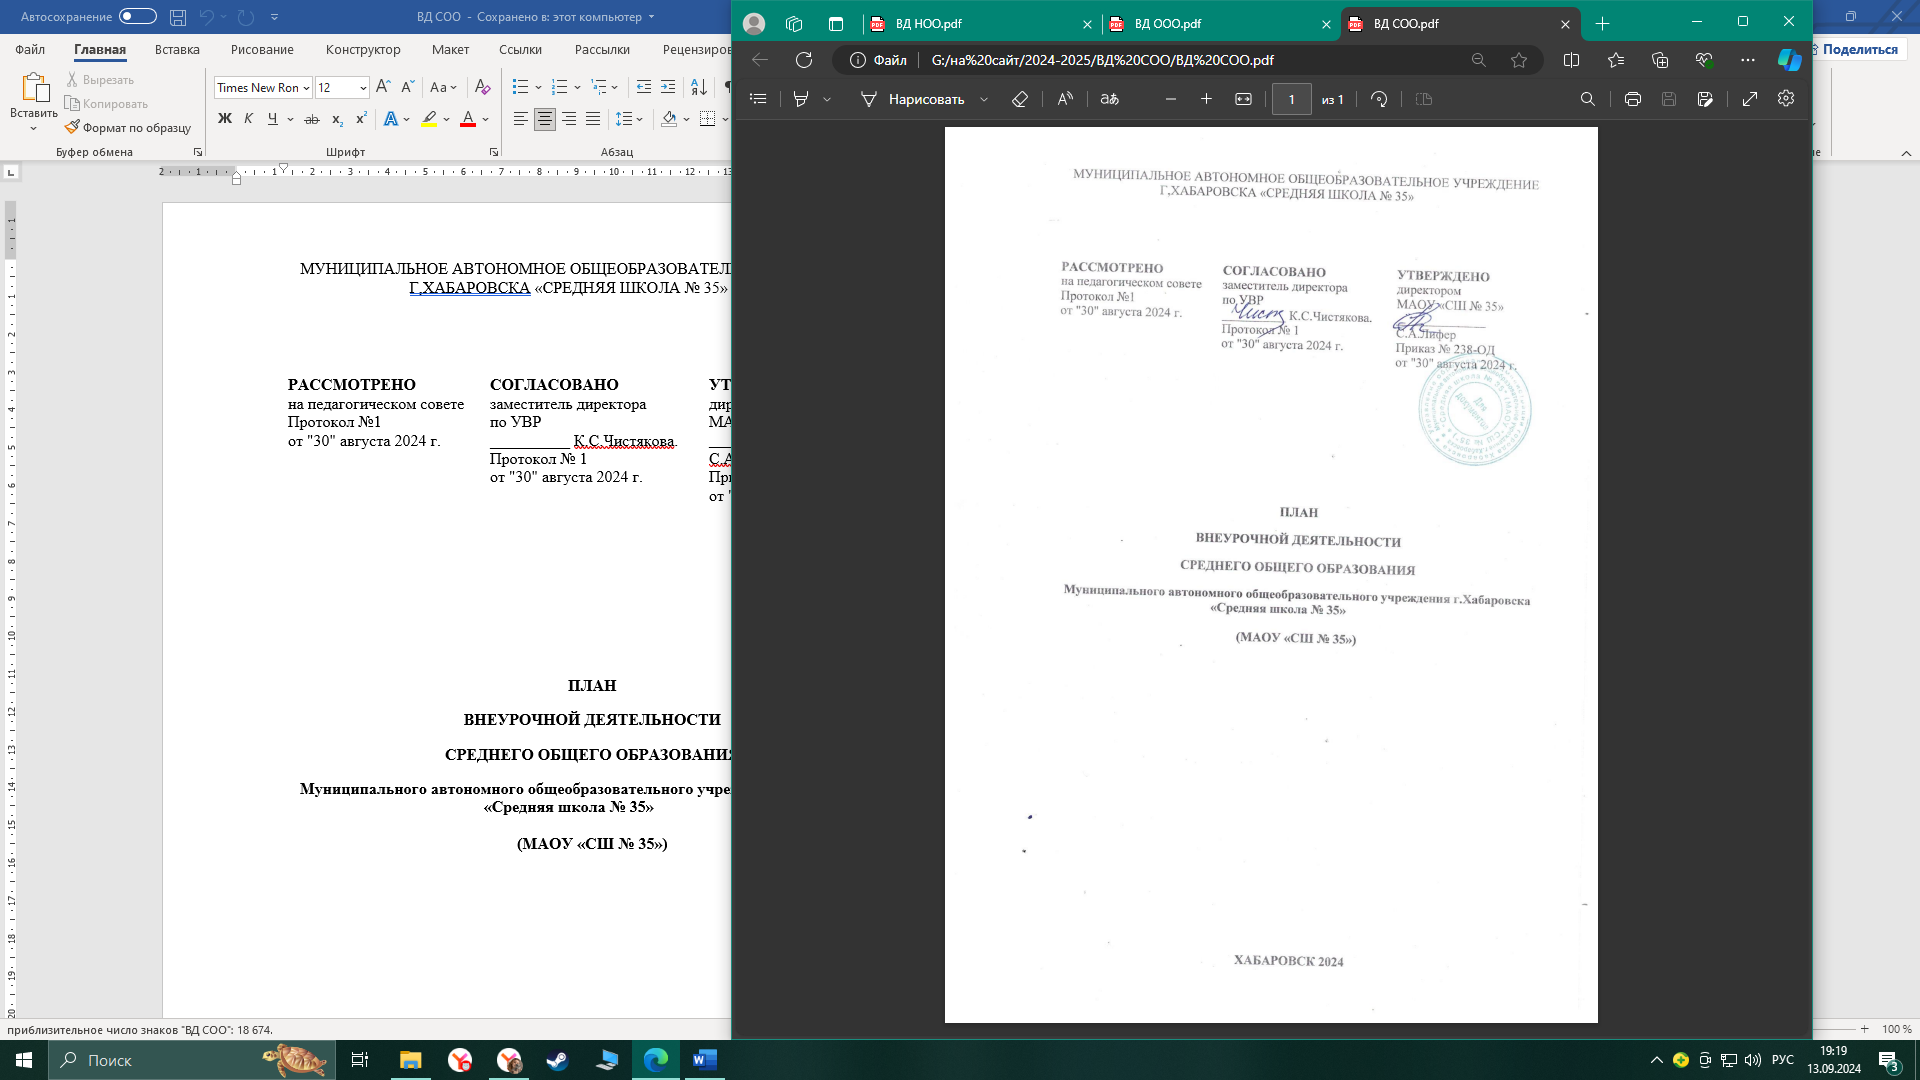 Автосохранение
ВД СОО - Сохранено в: этот компьютер
Файл Главная Вставка Рисование Конструктор Макет Ссылки Рассылки
Поделиться
Вставить
Вырезать
Копировать
Формат по образцу
Буфер обмена
Times New Ron 12
Шрифт
Абзац
МУНИЦИПАЛЬНОЕ АВТОНОМНОЕ
Г,ХАБАРОВСКА «СРЕДНЯЯ ШКОЛА № 35»
РАССМОТРЕНО
на педагогическом совете
Протокол №1
от "30" августа 2024 г.
СОГЛАСОВАНО
заместитель директора
по УВР
__________ К.С.Чистякова.
Протокол № 1
от "30" августа 2024 г.
ПЛАН
ВНЕУРОЧНОЙ ДЕЯТЕЛЬНОСТИ
СРЕДНЕГО ОБЩЕГО ОБРАЗОВАНИЯ
Муниципального автономного общеобразовательного
«Средняя школа № 35»
(МАОУ «СШ № 35»)
приблизительное число знаков "ВД СОО": 18 674.
100 %
ВД НОО.pdf
ВД ООО.pdf
ВД СОО.pdf
Файл G:/на%20сайт/2024-2025/ВД%20СОО/ВД%20СОО.pdf
Нарисовать
1 из 1
МУНИЦИПАЛЬНОЕ АВТОНОМНОЕ ОБЩЕОБРАЗОВАТЕЛЬНОЕ УЧРЕЖДЕНИЕ
Г,ХАБАРОВСКА «СРЕДНЯЯ ШКОЛА № 35»
РАССМОТРЕНО
на педагогическом совете
Протокол №1
от "30" августа 2024 г.
СОГЛАСОВАНО
заместитель директора
по УВР
К.С.Чистякова.
Протокол № 1
от "30" августа 2024 г.
УТВЕРЖДЕНО
директором
МАОУ «СШ № 35»
С.А.Лифер
Приказ № 238-ОД
от "30" августа 2024 г.
Для документов
ПЛАН
ВНЕУРОЧНОЙ ДЕЯТЕЛЬНОСТИ
СРЕДНЕГО ОБЩЕГО ОБРАЗОВАНИЯ
Муниципального автономного общеобразовательного учреждения г.Хабаровска
«Средняя школа № 35»
(МАОУ «СШ № 35»)
ХАБАРОВСК 2024
Поиск
РУС
19:19
13.09.2024
3